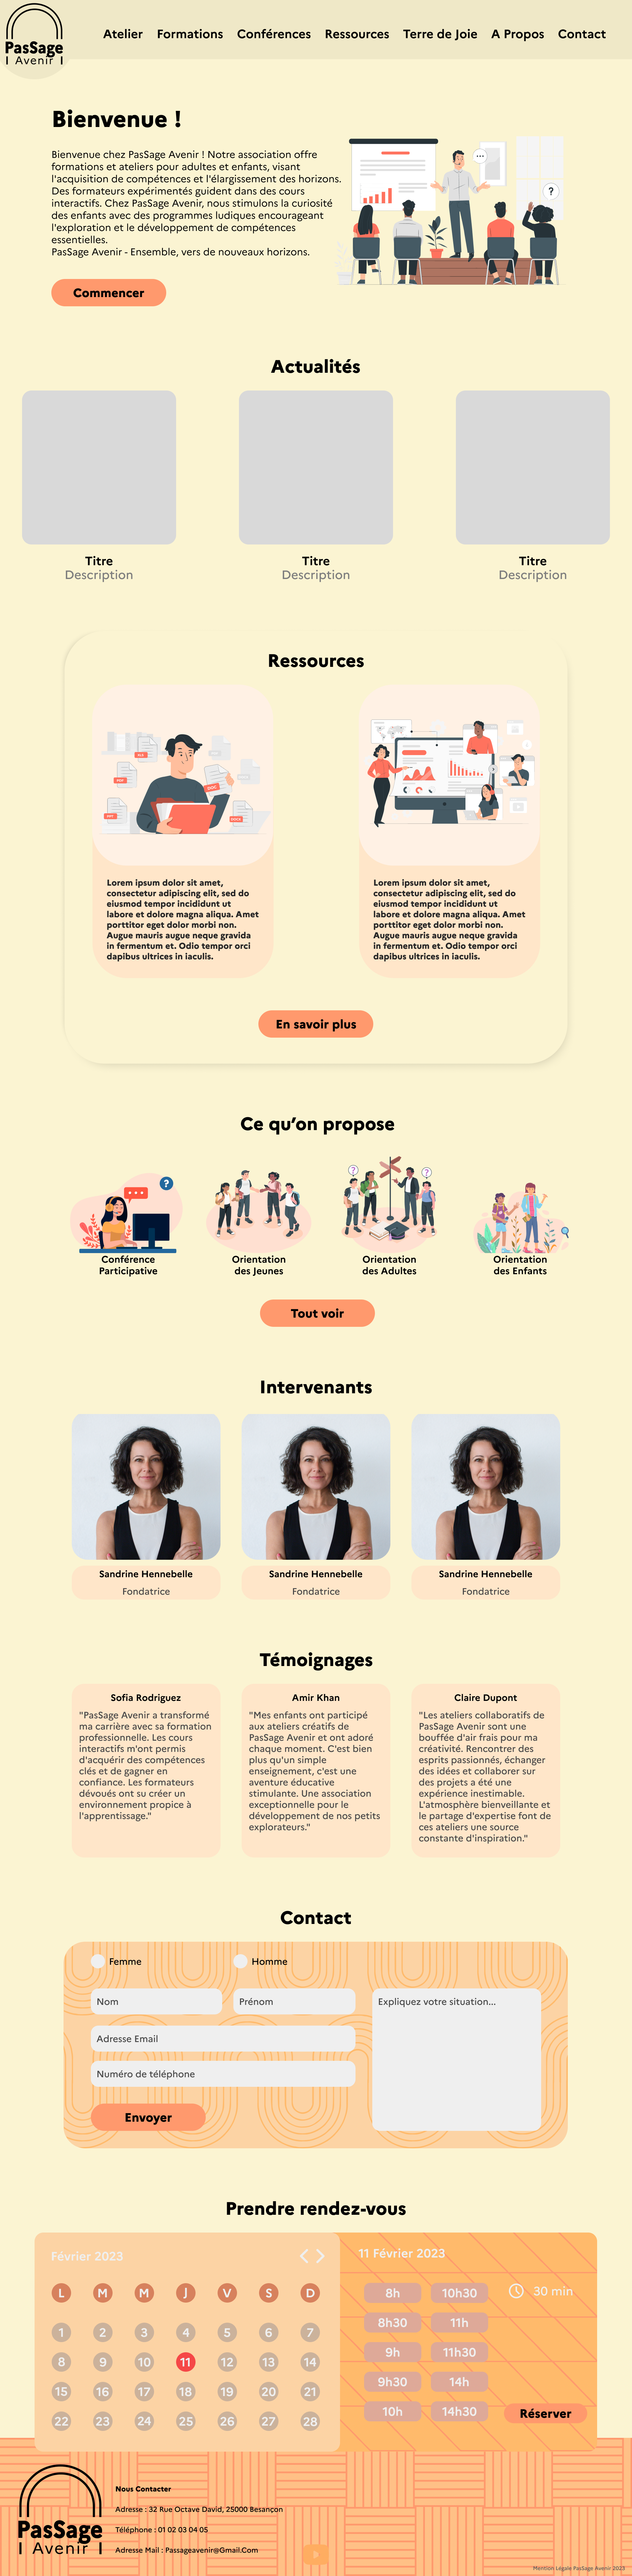 PasSage
Avenir
Atelier Formations Conférences Ressources Terre de Joie A Propos Contact
Bienvenue !
Bienvenue chez PasSage Avenir ! Notre association offre
formations et ateliers pour adultes et enfants, visant
l'acquisition de compétences et l'élargissement des horizons.
Des formateurs expérimentés guident dans des cours
interactifs. Chez PasSage Avenir, nous stimulons la curiosité
des enfants avec des programmes ludiques encourageant
l'exploration et le développement de compétences
essentielles.
PasSage Avenir - Ensemble, vers de nouveaux horizons.
?
Commencer
Actualités
Titre
Description
Titre
Description
Titre
Description
Ressources
Lorem ipsum dolor sit amet,
consectetur adipiscing elit, sed do
eiusmod tempor incididunt ut
labore et dolore magna aliqua. Amet
porttitor eget dolor morbi non.
Augue mauris augue neque gravida
in fermentum et. Odio tempor orci
dapibus ultrices in iaculis.
Lorem ipsum dolor sit amet,
consectetur adipiscing elit, sed do
eiusmod tempor incididunt ut
labore et dolore magna aliqua. Amet
porttitor eget dolor morbi non.
Augue mauris augue neque gravida
in fermentum et. Odio tempor orci
dapibus ultrices in iaculis.
En savoir plus
Ce qu’on propose
?
?
?
Conférence
Participative
Orientation
des Jeunes
Orientation
des Adultes
Orientation
des Enfants
Tout voir
Intervenants
Sandrine Hennebelle
Fondatrice
Sandrine Hennebelle
Fondatrice
Sandrine Hennebelle
Fondatrice
Témoignages
Sofia Rodriguez
"PasSage Avenir a transformé
ma carrière avec sa formation
professionnelle. Les cours
interactifs m'ont permis
d'acquérir des compétences
clés et de gagner en
confiance. Les formateurs
dévoués ont su créer un
environnement propice à
l'apprentissage."
Amir Khan
"Mes enfants ont participé
aux ateliers créatifs de
PasSage Avenir et ont adoré
chaque moment. C'est bien
plus qu'un simple
enseignement, c'est une
aventure éducative
stimulante. Une association
exceptionnelle pour le
développement de nos petits
explorateurs."
Claire Dupont
"Les ateliers collaboratifs de
PasSage Avenir sont une
bouffée d'air frais pour ma
créativité. Rencontrer des
esprits passionnés, échanger
des idées et collaborer sur
des projets a été une
expérience inestimable.
L'atmosphère bienveillante et
le partage d'expertise font de
ces ateliers une source
constante d'inspiration."
Contact
Femme Homme
Nom Prénom
Expliquez votre situation...
Adresse Email
Numéro de téléphone
Envoyer
Prendre rendez-vous
Février 2023
L M M J V S D
1 2 3 4 5 6 7
8 9 10 11 12 13 14
15 16 17 18 19 20 21
22 23 24 25 26 27 28
11 Février 2023
8h 10h30
8h30 11h
9h 11h30
9h30 14h
10h 14h30
30 min
Réserver
PasSage
Avenir
Nous Contacter
Adresse : 32 Rue Octave David, 25000 Besançon
Téléphone : 01 02 03 04 05
Adresse Mail : Passageavenir@Gmail.Com
Mention Légale PasSage Avenir 2023